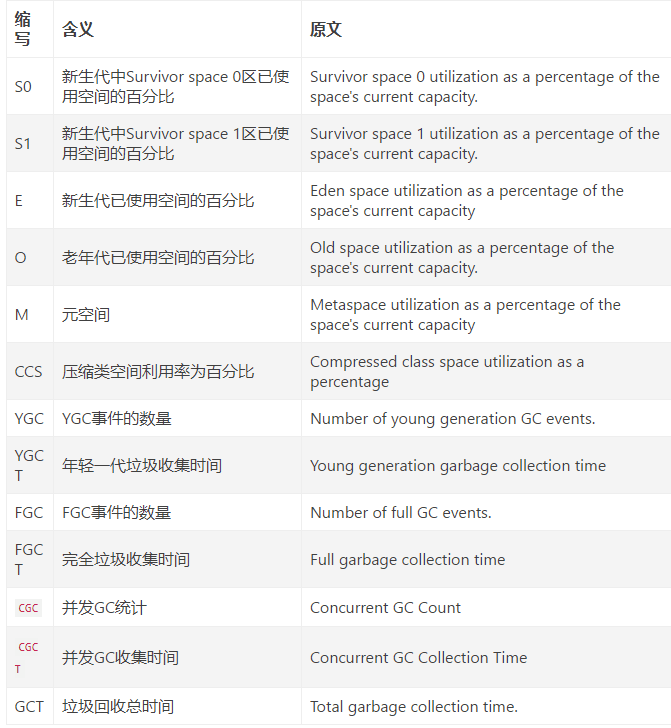 缩
写
含义
原文
S0
新生代中Survivor space 0区已使
用空间的百分比
Survivor space 0 utilization as a percentage of the
space's current capacity.
S1
新生代中Survivor space 1区已使
用空间的百分比
Survivor space 1 utilization as a percentage of the
space's current capacity.
E
新生代已使用空间的百分比
Eden space utilization as a percentage of the
space's current capacity
O
老年代已使用空间的百分比
Old space utilization as a percentage of the
space's current capacity.
M
元空间
Metaspace utilization as a percentage of the
space's current capacity
CCS
压缩类空间利用率为百分比
Compressed class space utilization as a
percentage
YGC
YGC事件的数量
Number of young generation GC events.
YGC
T
年轻一代垃圾收集时间
Young generation garbage collection time
FGC
FGC事件的数量
Number of full GC events.
FGC
T
完全垃圾收集时间
Full garbage collection time
CGC
并发GC统计
Concurrent GC Count
CGC
T
并发GC收集时间
Concurrent GC Collection Time
GCT
垃圾回收总时间
Total garbage collection time.